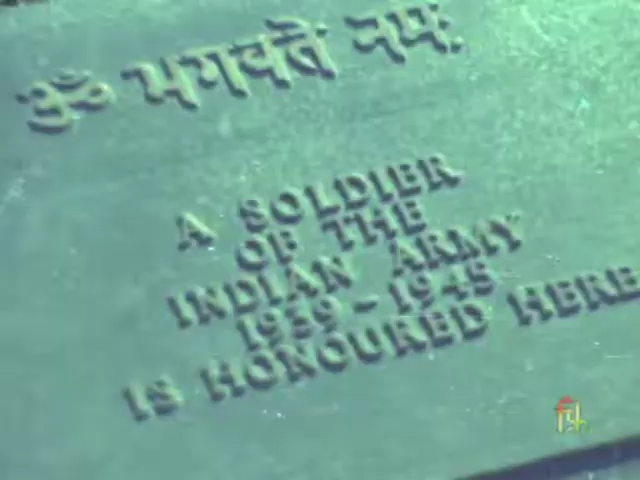 ॐ भगवते नमः
A SOLDIER
OF THE
INDIAN ARMY
1939-1945
IS HONOURED HERE